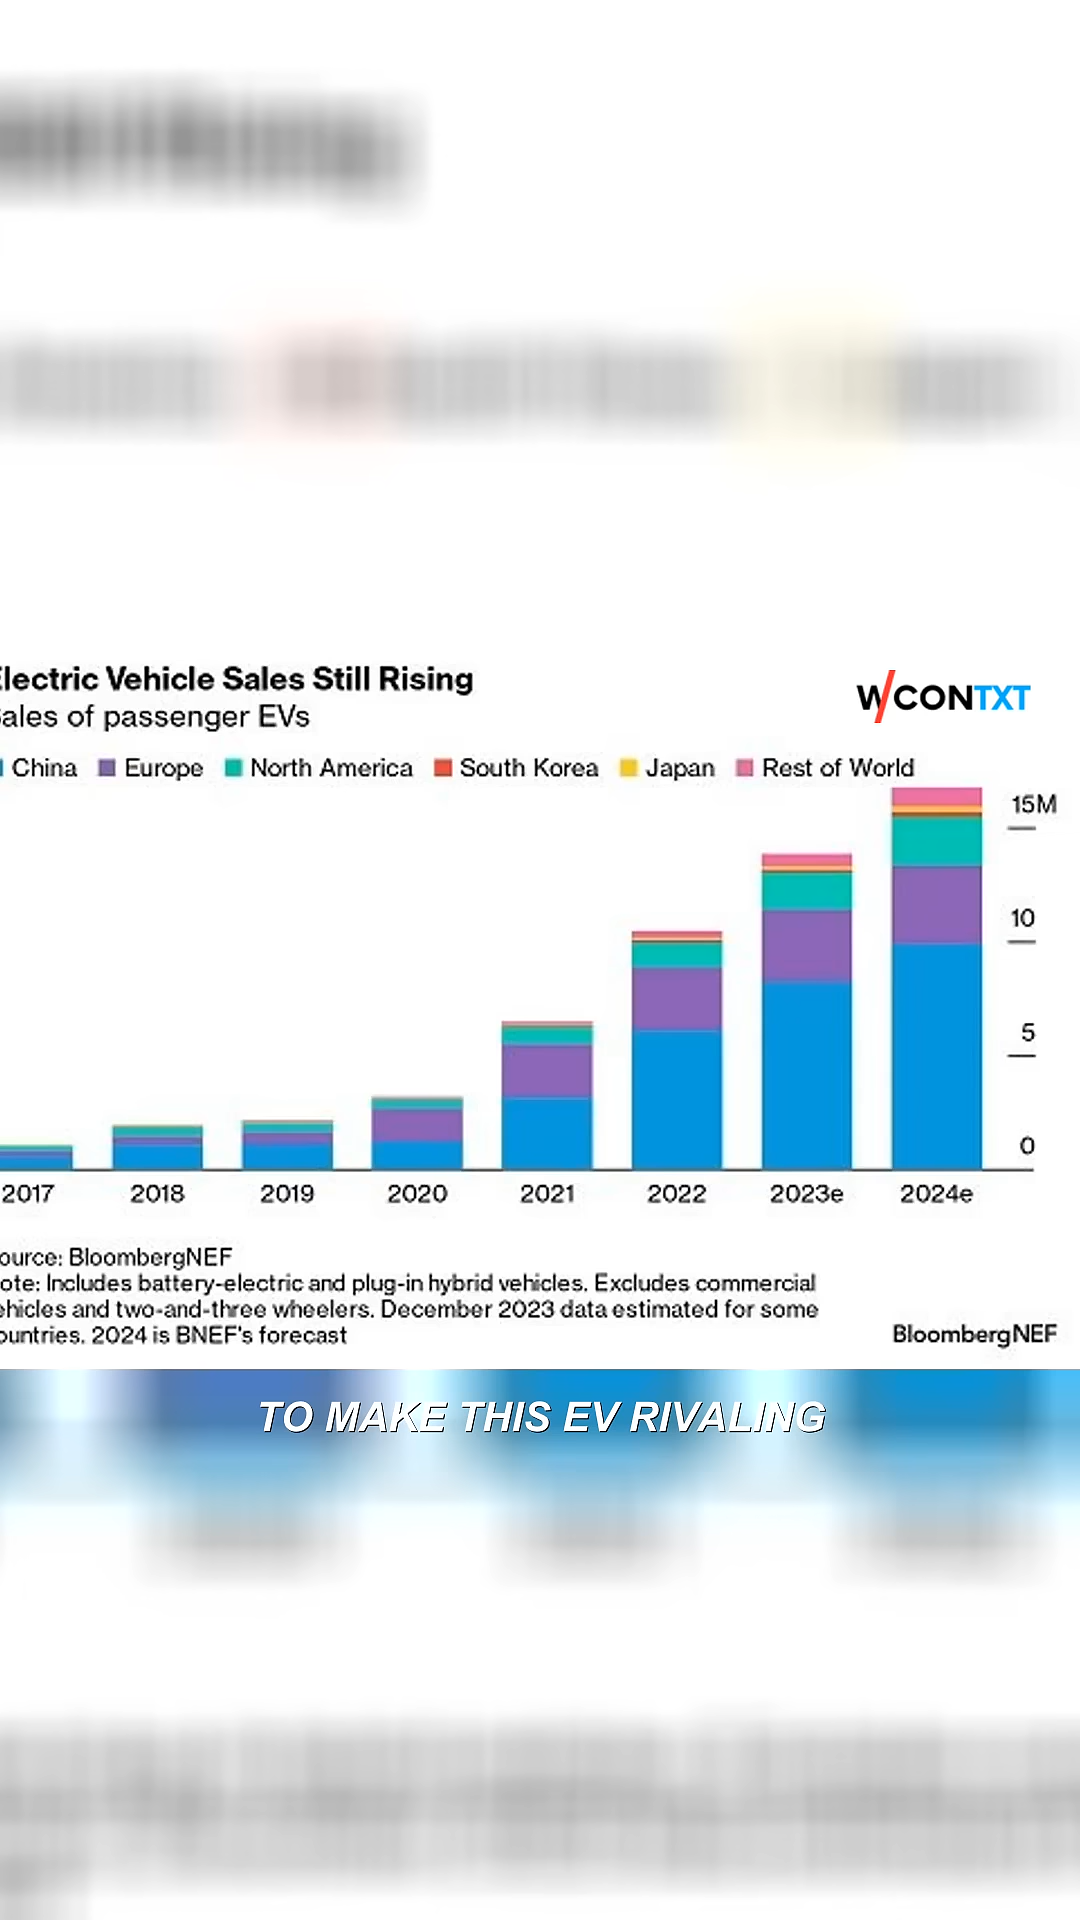 lectric Vehicle Sales Still Rising
ales of passenger EVs
W/CONTXT
China Europe North America South Korea Japan Rest of World
15M
10
5
0
2017 2018 2019 2020 2021 2022 2023e 2024e
ource: BloombergNEF
ote: Includes battery-electric and plug-in hybrid vehicles. Excludes commercial
ehicles and two-and-three wheelers. December 2023 data estimated for some
ountries. 2024 is BNEF's forecast
BloombergNEF
TO MAKE THIS EV RIVALING